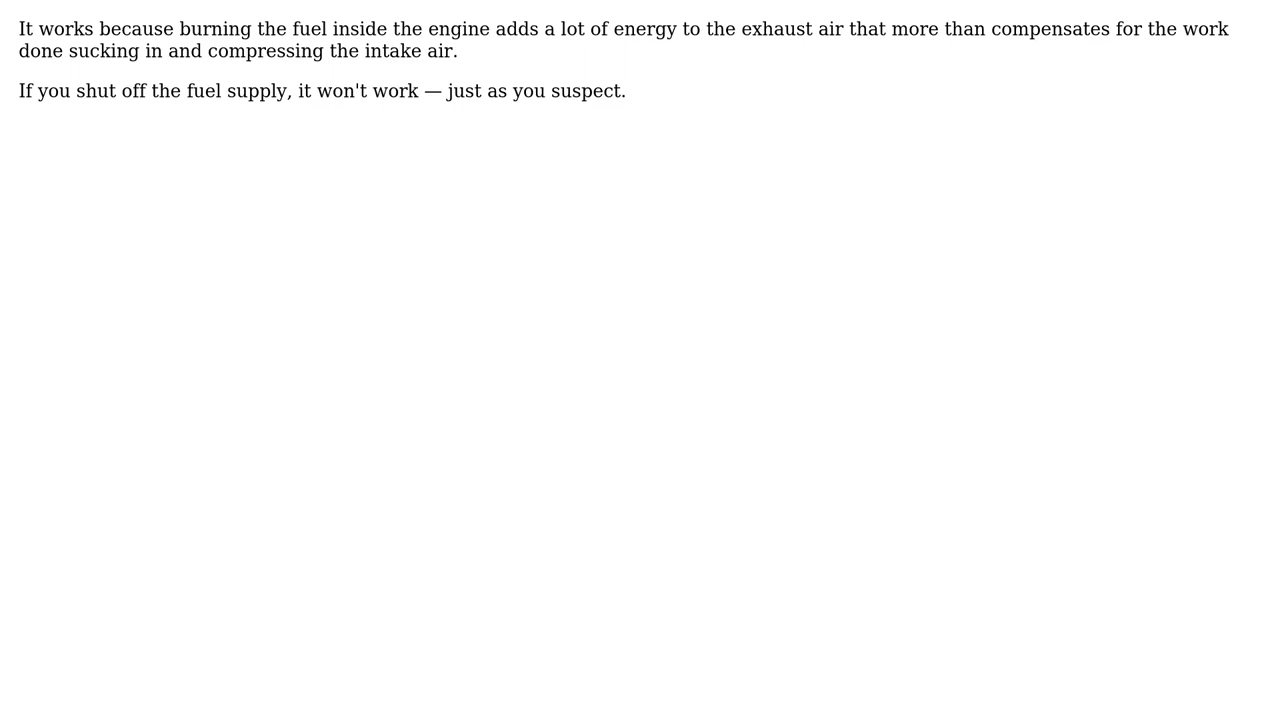 It works because burning the fuel inside the engine adds a lot of energy to the exhaust air that more than compensates for the work
done sucking in and compressing the intake air.
If you shut off the fuel supply, it won't work — just as you suspect.